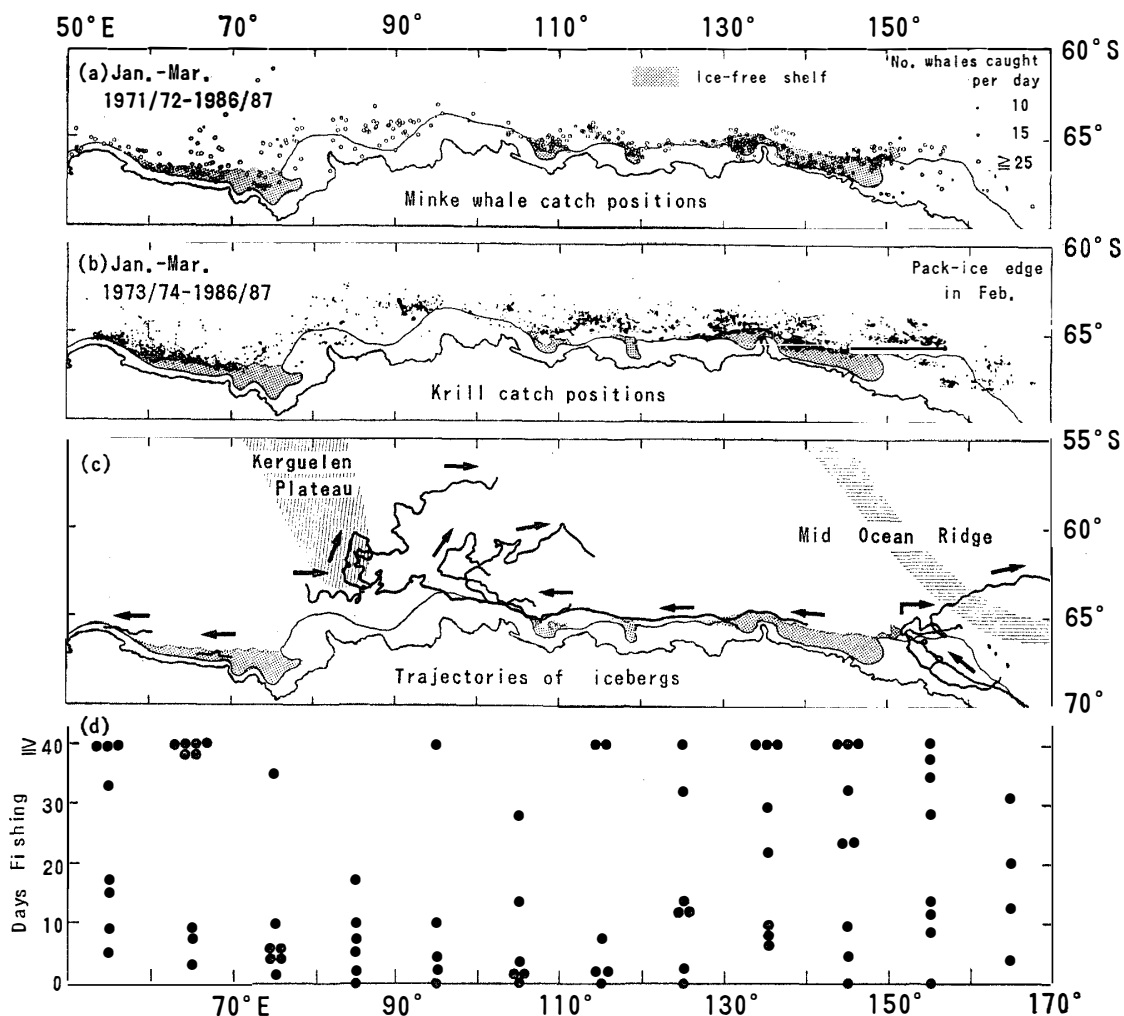 50°E 70° 90° 110° 130° 150°
60°S
(a) Jan.-Mar.
1971/72-1986/87
Ice-free shelf
No. whales caught
per day
10
15
≧ 25
65°
Minke whale catch positions
60°S
(b) Jan.-Mar.
1973/74-1986/87
Pack-ice edge
in Feb.
65°
Krill catch positions
55°S
(c)
Kerguelen
Plateau
60°
Mid Ocean Ridge
65°
Trajectories of icebergs
70°
(d)
Days Fishing
≧ 40
30
20
10
0
70°E 90° 110° 130° 150° 170°